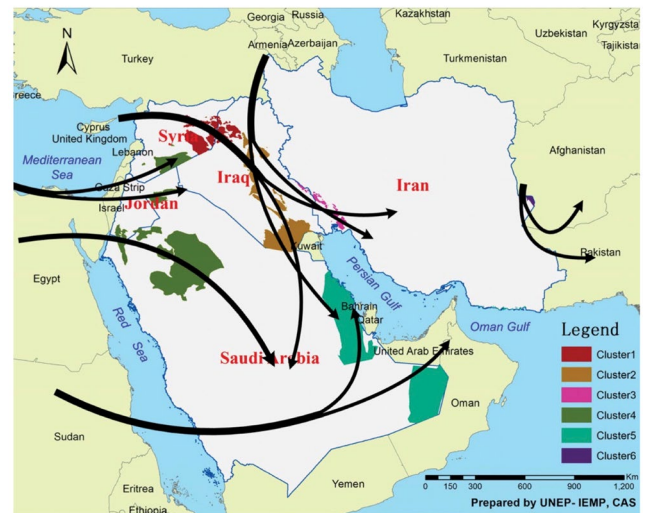 Georgia
Russia
Kazakhstan
Kyrgyzsta
Uzbekistan
Tajikista
N
Armenia
Azerbaijan
Turkey
Turkmenistan
reece
Cyprus
United Kingdom
Syria
Lebanon
Mediterranean
Sea
Afghanistan
Iraq
Iran
Gaza Strip
Israel
Jordan
Kuwait
Pakistan
Egypt
Persian Gulf
Bahrain
Qatar
Red Sea
Oman Gulf
Saudi Arabia
United Arab Emirates
Oman
Sudan
Yemen
Eritrea
Ethiopia
Legend
Cluster1
Cluster2
Cluster3
Cluster4
Cluster5
Cluster6
Km
0 150 300 600 900 1,200
Prepared by UNEP- IEMP, CAS